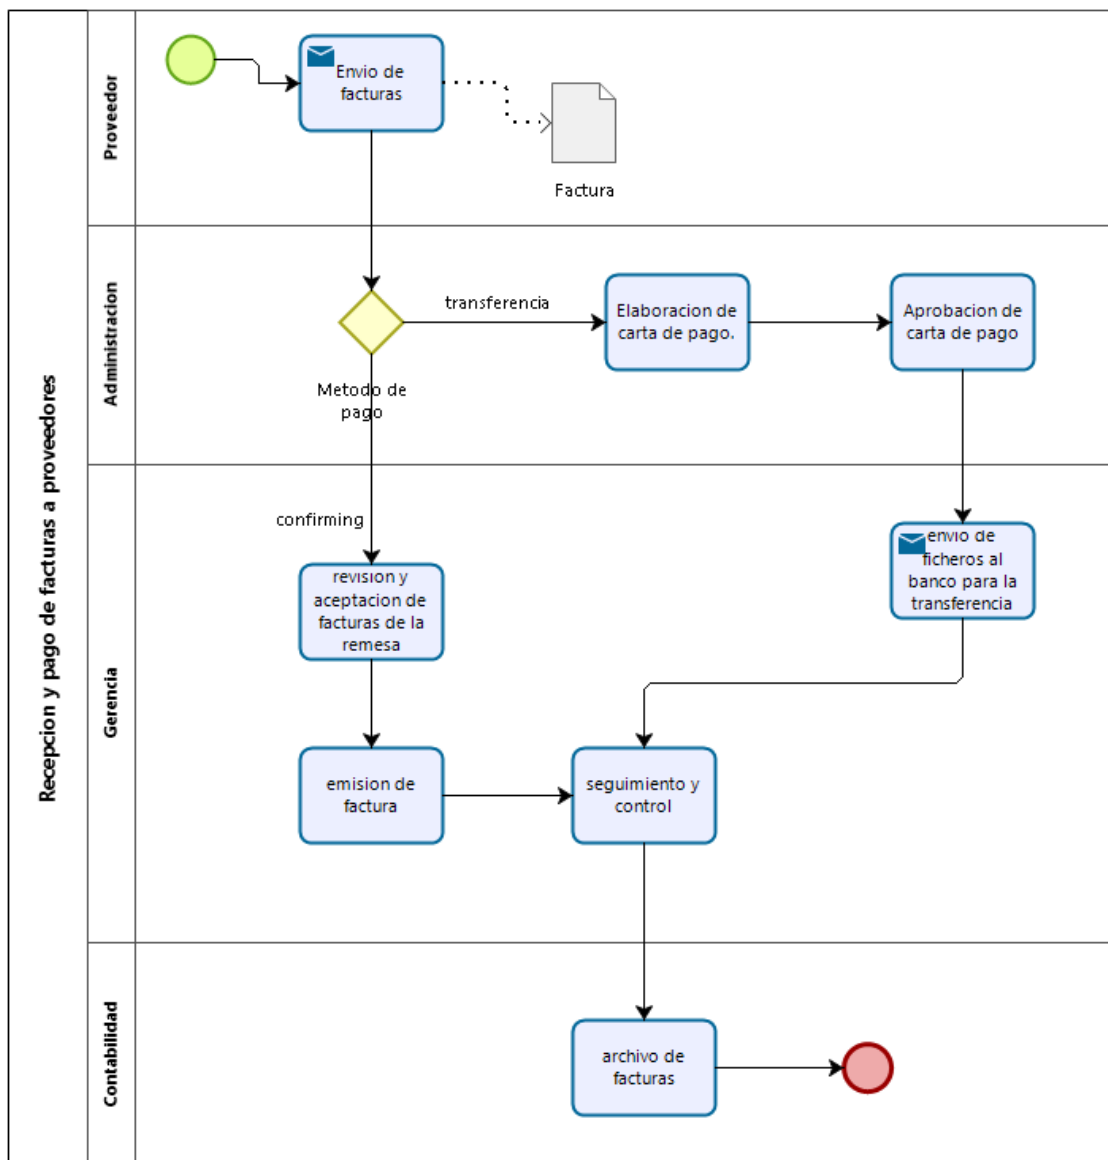 Recepcion y pago de facturas a proveedores
Proveedor
Envio de
facturas
Factura
Administracion
transferencia
Elaboracion de
carta de pago.
Aprobacion de
carta de pago
Metodo de
pago
Gerencia
confirming
envio de
ficheros al
banco para la
transferencia
revision y
aceptacion de
facturas de la
remesa
emision de
factura
seguimiento y
control
Contabilidad
archivo de
facturas